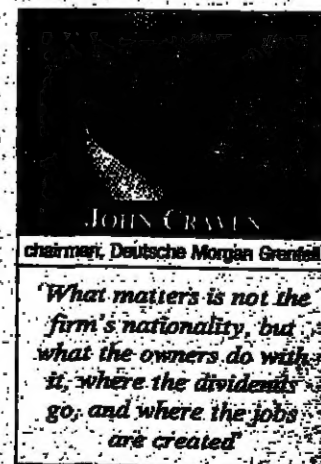 JOHN CRAVEN
chairman, Deutsche Morgan Grenfell
'What matters is not the
firm's nationality, but
what the owners do with
it, where the dividends
go, and where the jobs
are created'